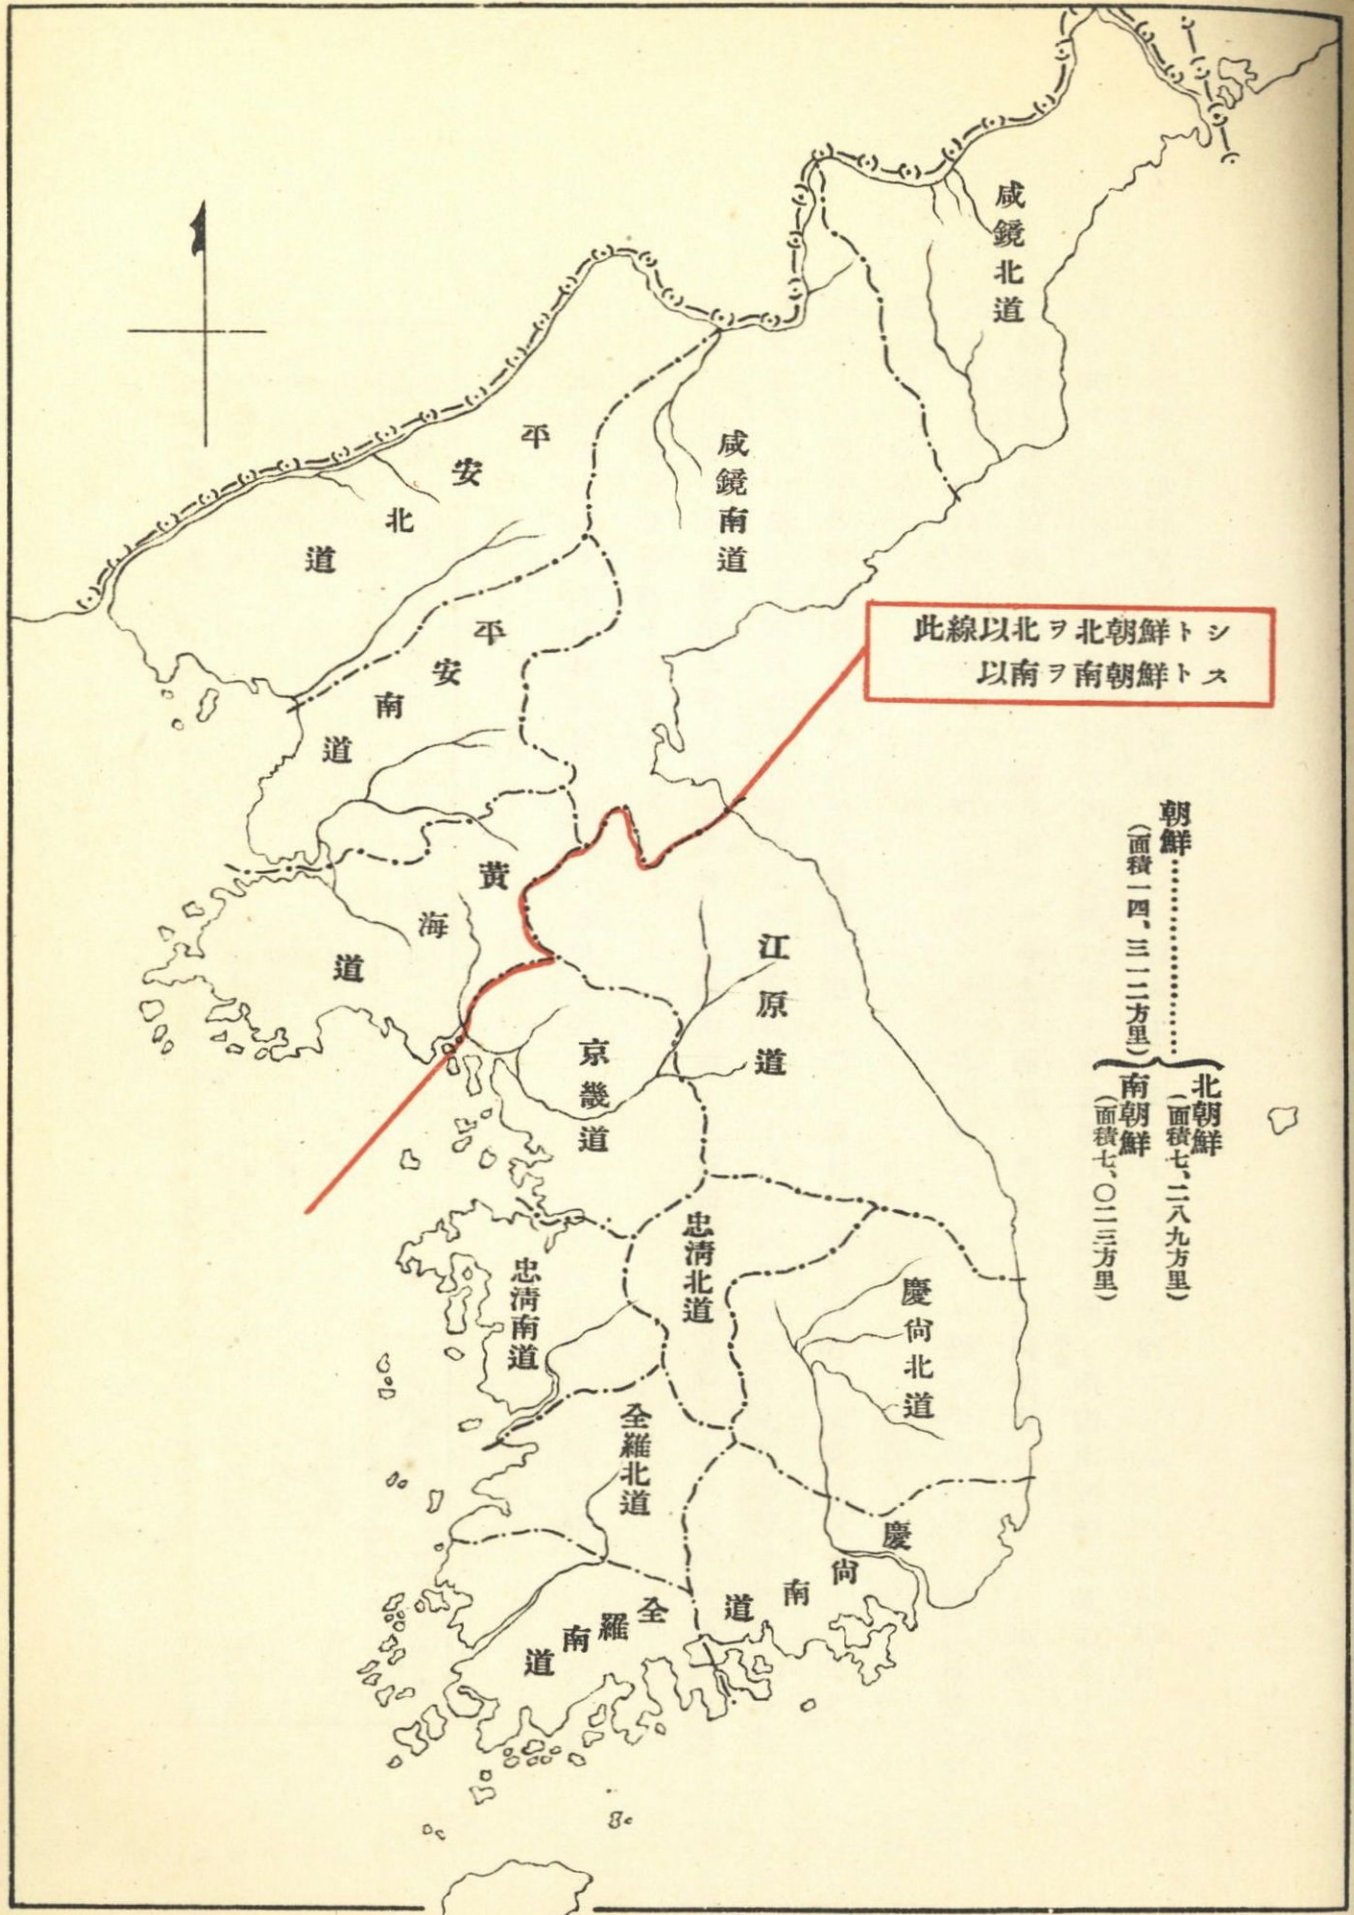 咸鏡北道
咸鏡南道
平安北道
平安南道
此線以北ヲ北朝鮮トシ
以南ヲ南朝鮮トス
黄海道
江原道
京畿道
朝鮮………………
(面積一四、三一二方里)
北朝鮮
(面積七、二八九方里)
南朝鮮
(面積七、〇二三方里)
忠淸北道
忠淸南道
慶尙北道
全羅北道
慶尙南道
全羅南道